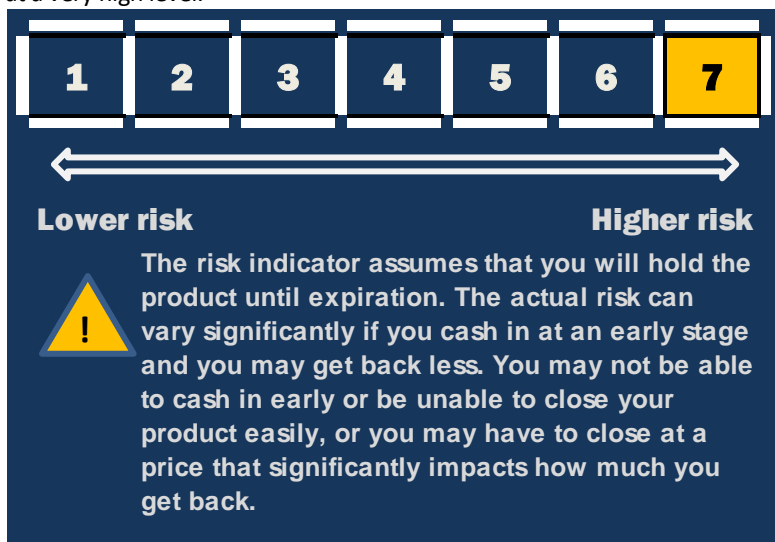 at a very high level.
1 2 3 4 5 6 7
Lower risk Higher risk
The risk indicator assumes that you will hold the
product until expiration. The actual risk can
! vary significantly if you cash in at an early stage
and you may get back less. You may not be able
to cash in early or be unable to close your
product easily, or you may have to close at a
price that significantly impacts how much you
get back.